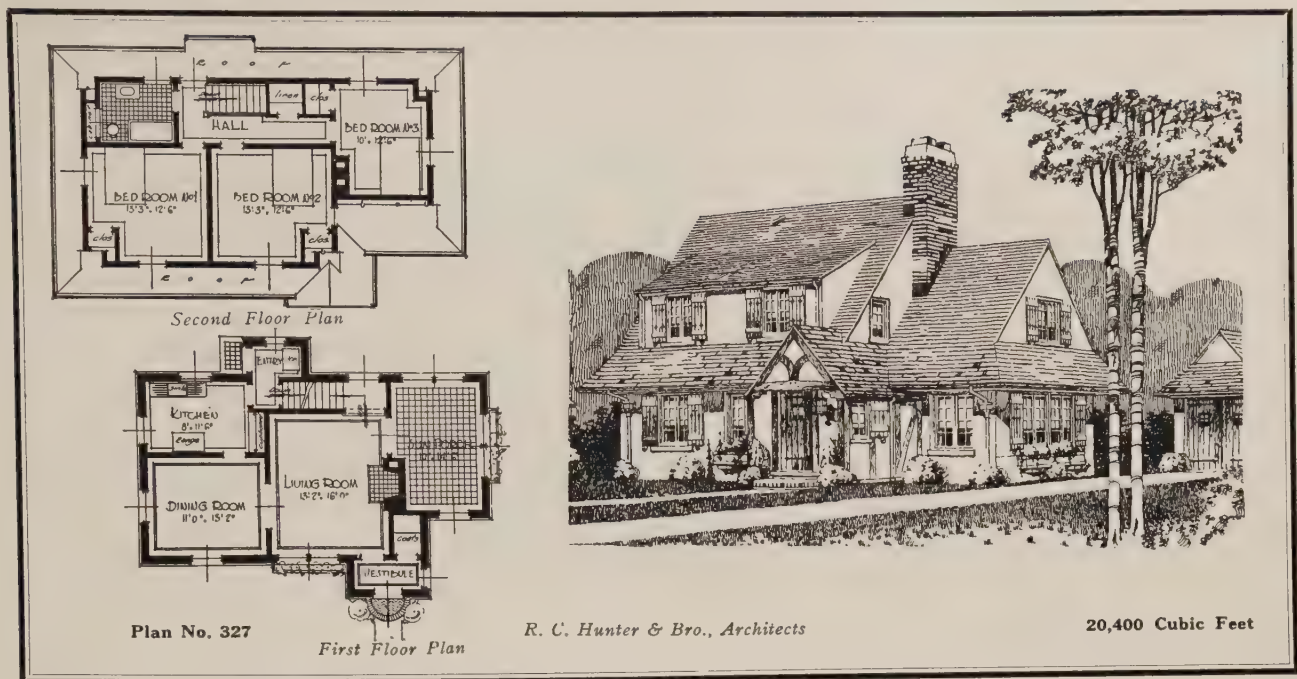 ROOF
linen
clos
HALL
BED ROOM Nº3
10' · 12'6"
BED ROOM Nº1
13'3" · 12'6"
BED ROOM Nº2
13'3" · 12'6"
clos
clos
ROOF
Second Floor Plan
ENTRY
KITCHEN
8' · 11'6"
Range
LIVING ROOM
13'2" · 16'0"
DINING ROOM
11'0" · 13'2"
coats
VESTIBULE
Plan No. 327
First Floor Plan
R. C. Hunter & Bro., Architects
20,400 Cubic Feet